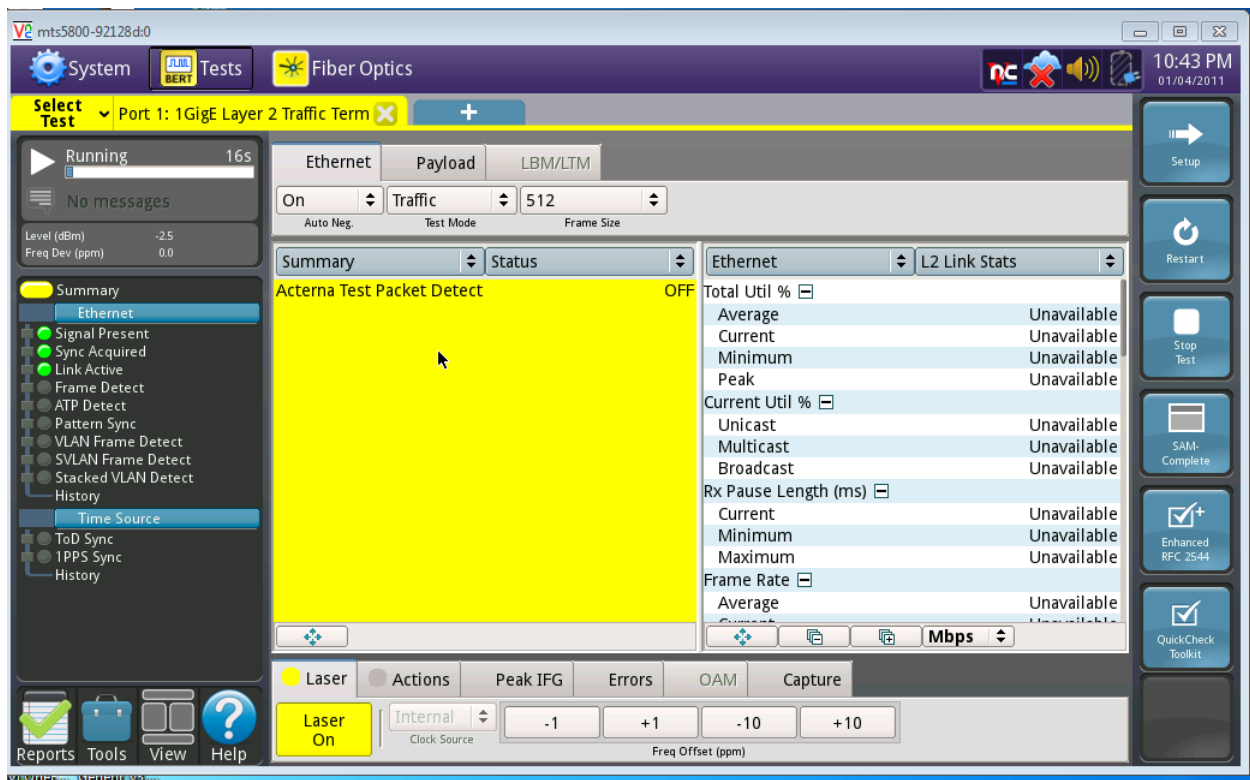 mts5800-92128d:0
System
BERT
Tests
Fiber Optics
10:43 PM
01/04/2011
Select Test
Port 1: 1GigE Layer 2 Traffic Term
+
Running 16s
No messages
Level (dBm) -2.5
Freq Dev (ppm) 0.0
Summary
Ethernet
Signal Present
Sync Acquired
Link Active
Frame Detect
ATP Detect
Pattern Sync
VLAN Frame Detect
SVLAN Frame Detect
Stacked VLAN Detect
History
Time Source
ToD Sync
1PPS Sync
History
Reports Tools View Help
Ethernet Payload LBM/LTM
On Traffic 512
Auto Neg. Test Mode Frame Size
Summary Status
Acterna Test Packet Detect OFF
Ethernet L2 Link Stats
Total Util %
Average Unavailable
Current Unavailable
Minimum Unavailable
Peak Unavailable
Current Util %
Unicast Unavailable
Multicast Unavailable
Broadcast Unavailable
Rx Pause Length (ms)
Current Unavailable
Minimum Unavailable
Maximum Unavailable
Frame Rate
Average Unavailable
Mbps
Laser Actions Peak IFG Errors OAM Capture
Laser On
Internal
Clock Source
-1 +1 -10 +10
Freq Offset (ppm)
Setup
Restart
Stop
Test
SAM-
Complete
Enhanced
RFC 2544
QuickCheck
Toolkit